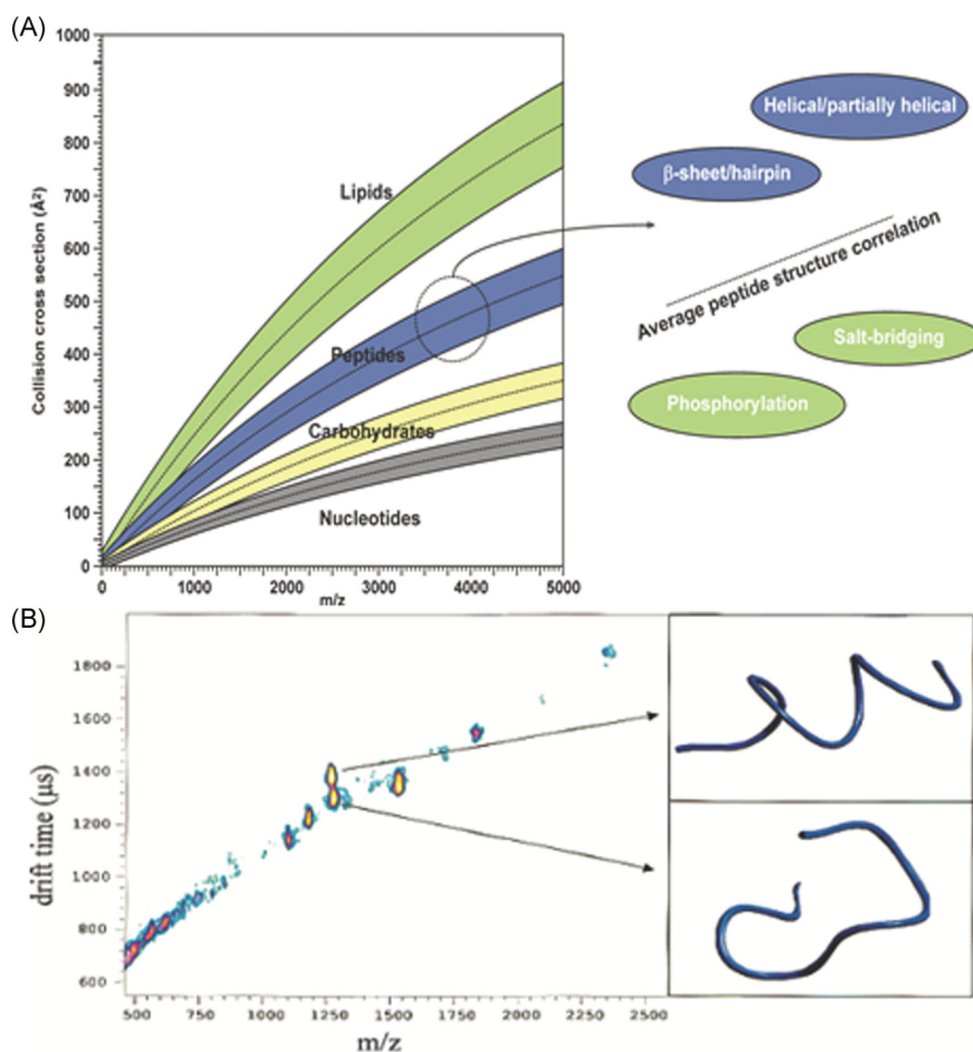 (A)
1000
900
800
700
600
500
400
300
200
100
0
Collision cross section (Å²)
Lipids
Peptides
Carbohydrates
Nucleotides
0
1000
2000
3000
4000
5000
m/z
Helical/partially helical
β-sheet/hairpin
Average peptide structure correlation
Salt-bridging
Phosphorylation
(B)
1800
1600
1400
1200
1000
800
600
drift time (μs)
500
750
1000
1250
1500
1750
2000
2250
2500
m/z